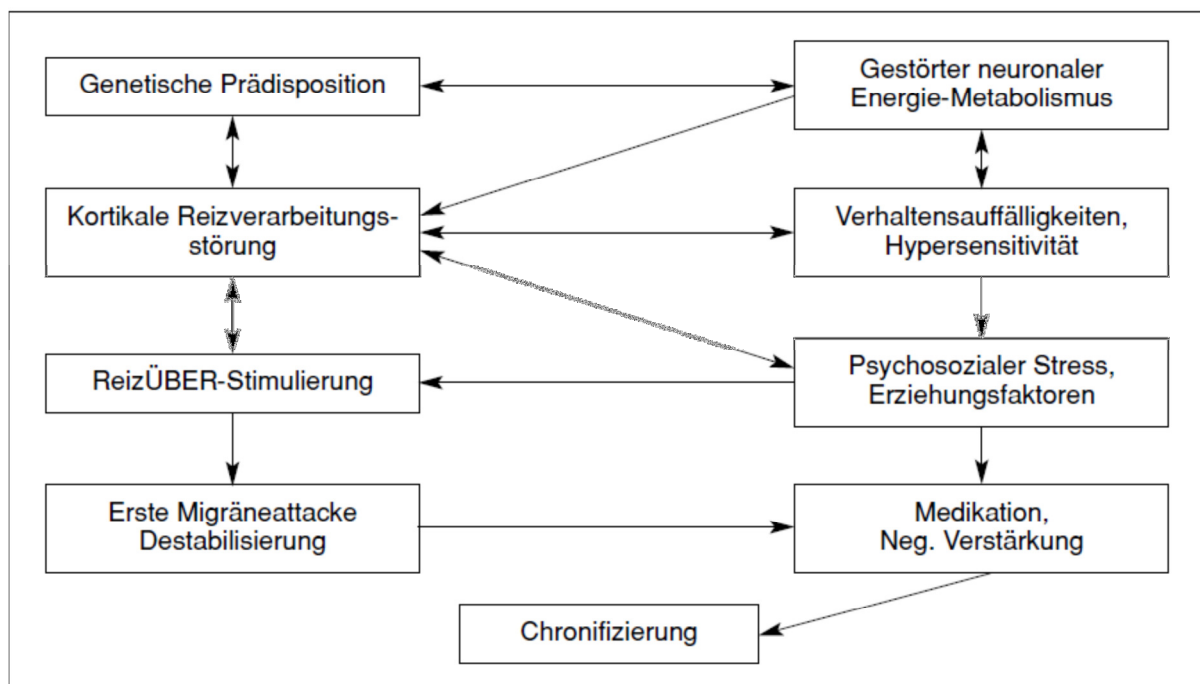 Genetische Prädisposition
Gestörter neuronaler
Energie-Metabolismus
Kortikale Reizverarbeitungs-
störung
Verhaltensauffälligkeiten,
Hypersensitivität
ReizÜBER-Stimulierung
Psychosozialer Stress,
Erziehungsfaktoren
Erste Migräneattacke
Destabilisierung
Medikation,
Neg. Verstärkung
Chronifizierung